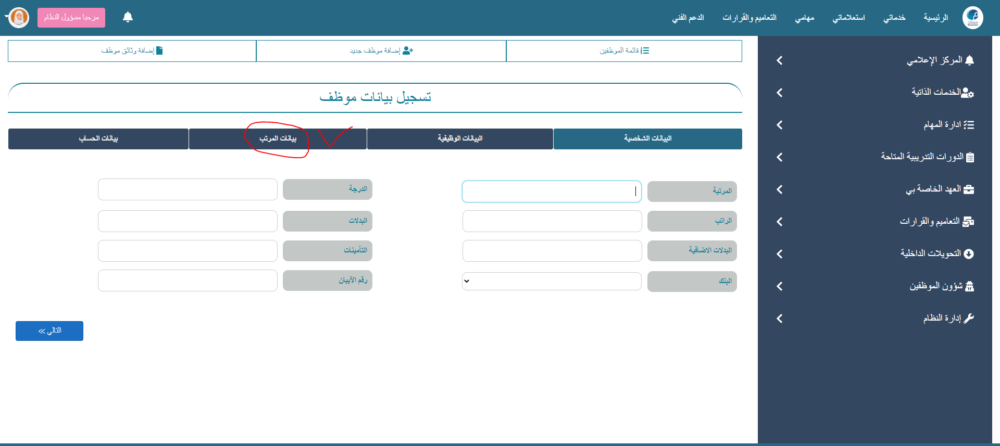 الرئيسية
خدماتي
استعلاماتي
مهامي
التعاميم والقرارات
الدعم الفني
مرحبا مسؤول النظام
المركز الإعلامي
الخدمات الذاتية
ادارة المهام
الدورات التدريبية المتاحة
العهد الخاصة بي
التعاميم والقرارات
التحويلات الداخلية
شؤون الموظفين
إدارة النظام
قائمة الموظفين
إضافة موظف جديد
إضافة وثائق موظف
تسجيل بيانات موظف
البيانات الشخصية
البيانات الوظيفية
بيانات المرتب
بيانات الحساب
المرتبة
الدرجة
الراتب
البدلات
البدلات الاضافية
التأمينات
البنك
رقم الآيبان
التالي >>